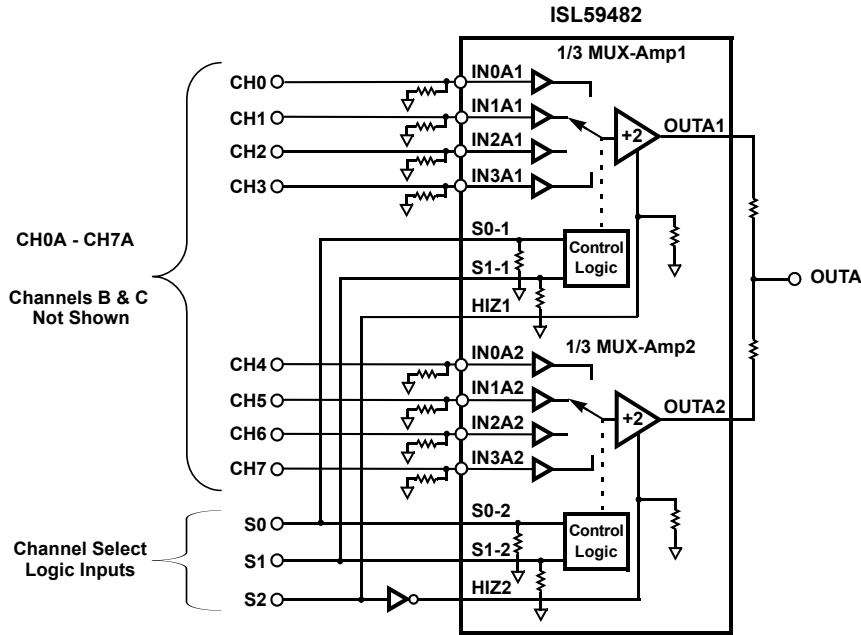 ISL59482
1/3 MUX-Amp1
CH0
IN0A1
CH1
IN1A1
CH2
IN2A1
CH3
IN3A1
+2
OUTA1
CH0A - CH7A
Channels B & C
Not Shown
S0-1
S1-1
HIZ1
Control
Logic
OUTA
1/3 MUX-Amp2
CH4
IN0A2
CH5
IN1A2
CH6
IN2A2
CH7
IN3A2
+2
OUTA2
Channel Select
Logic Inputs
S0
S0-2
S1
S1-2
S2
HIZ2
Control
Logic